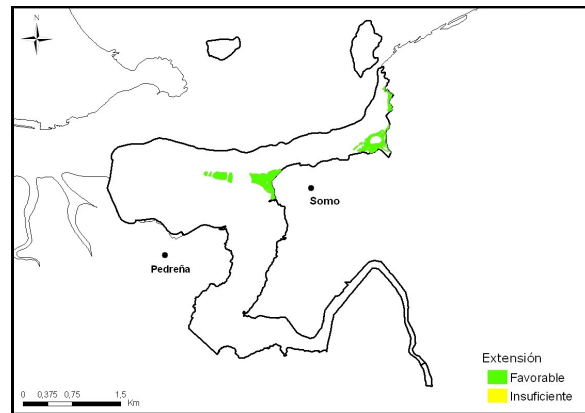 N
Somo
Pedreña
Extensión
Favorable
Insuficiente
0 0,375 0,75 1,5
Km